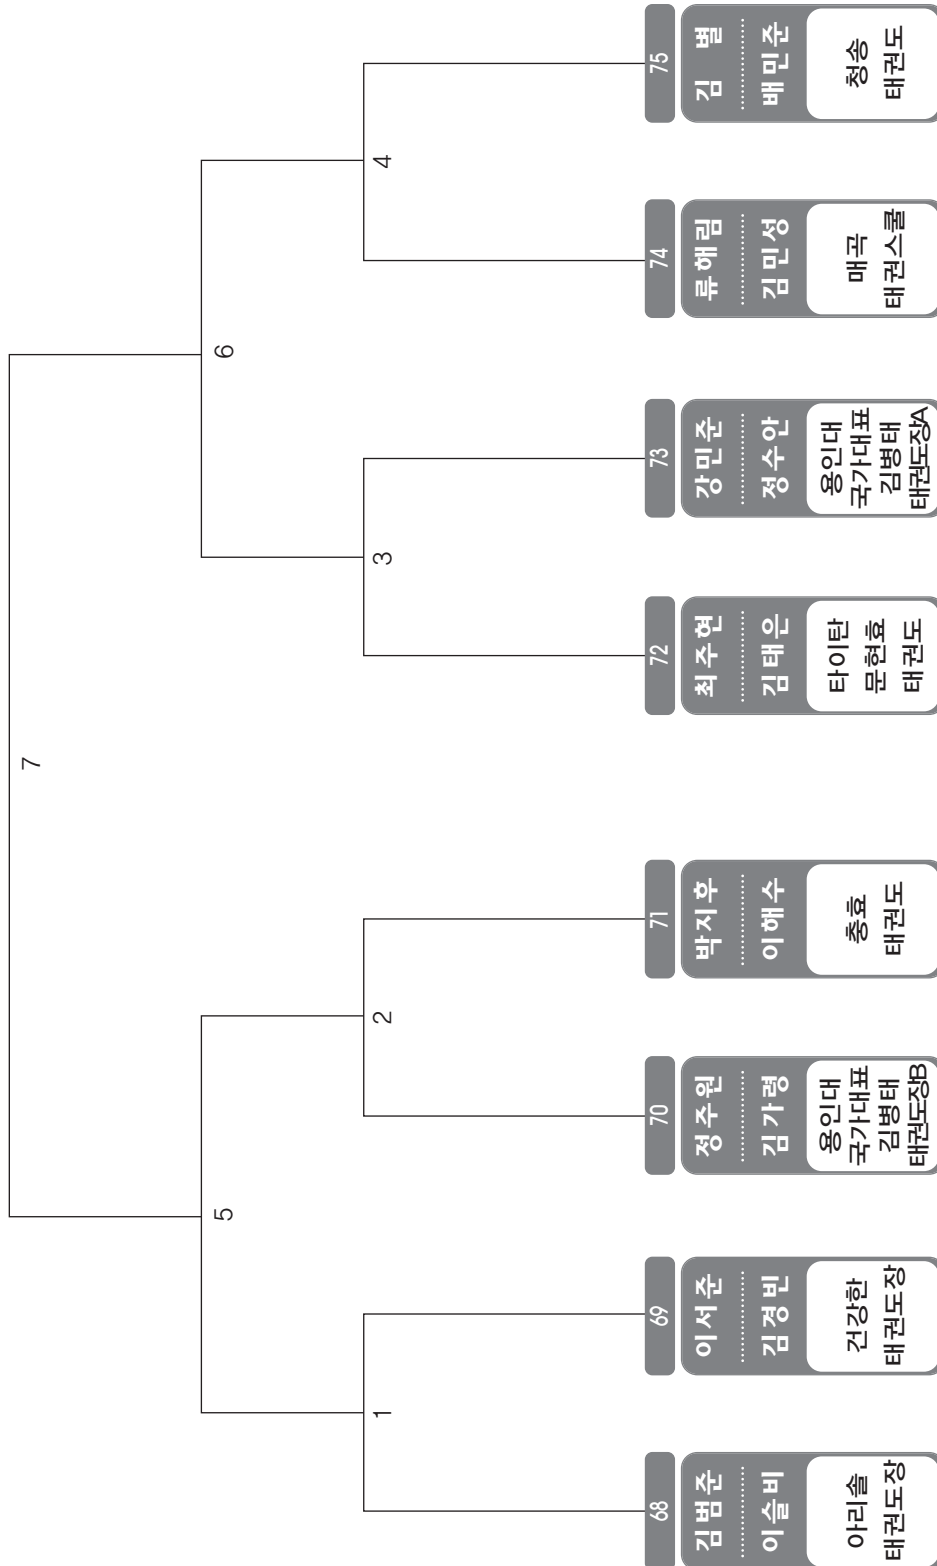 7
5
6
1
2
3
4
68
김범준
이슬비
아리솔
태권도장
69
이서준
김경빈
건강한
태권도장
70
정주원
김가령
용인대
국가대표
김병태
태권도장B
71
박지후
이해수
충효
태권도
72
최주현
김태은
타이탄
문현효
태권도
73
강민준
정수안
용인대
국가대표
김병태
태권도장A
74
류해림
김민성
매곡
태권스쿨
75
김 별
배민준
청송
태권도